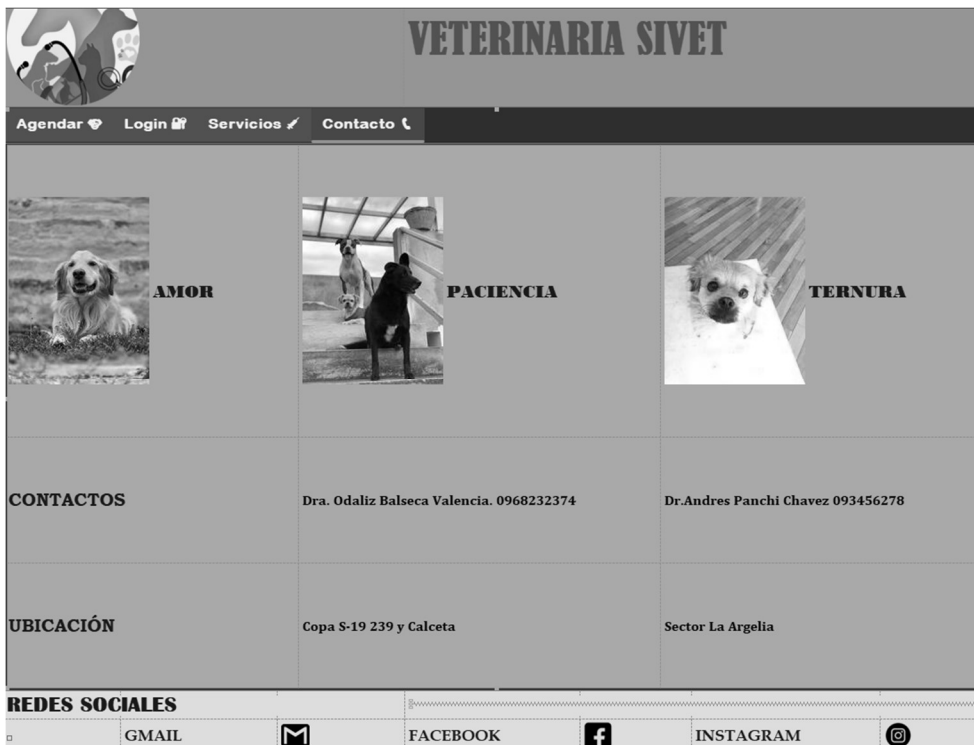 VETERINARIA SIVET
Agendar Login Servicios Contacto
AMOR PACIENCIA TERNURA
CONTACTOS Dra. Odaliz Balseca Valencia. 0968232374 Dr.Andres Panchi Chavez 093456278
UBICACIÓN Copa S-19 239 y Calceta Sector La Argelia
REDES SOCIALES
GMAIL FACEBOOK INSTAGRAM